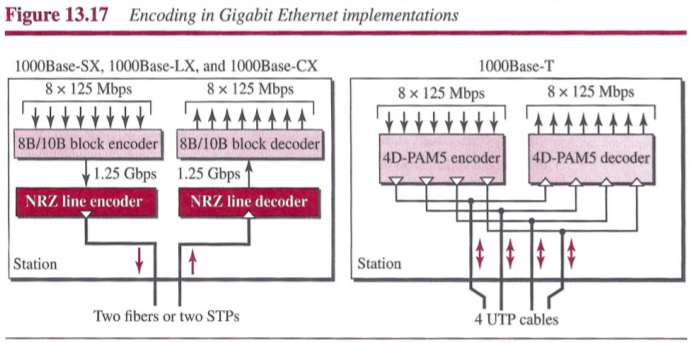 Figure 13.17 Encoding in Gigabit Ethernet implementations
1000Base-SX, 1000Base-LX, and 1000Base-CX
8 × 125 Mbps 8 × 125 Mbps
8B/10B block encoder 8B/10B block decoder
1.25 Gbps 1.25 Gbps
NRZ line encoder NRZ line decoder
Station
Two fibers or two STPs
1000Base-T
8 × 125 Mbps 8 × 125 Mbps
4D-PAM5 encoder 4D-PAM5 decoder
Station
4 UTP cables